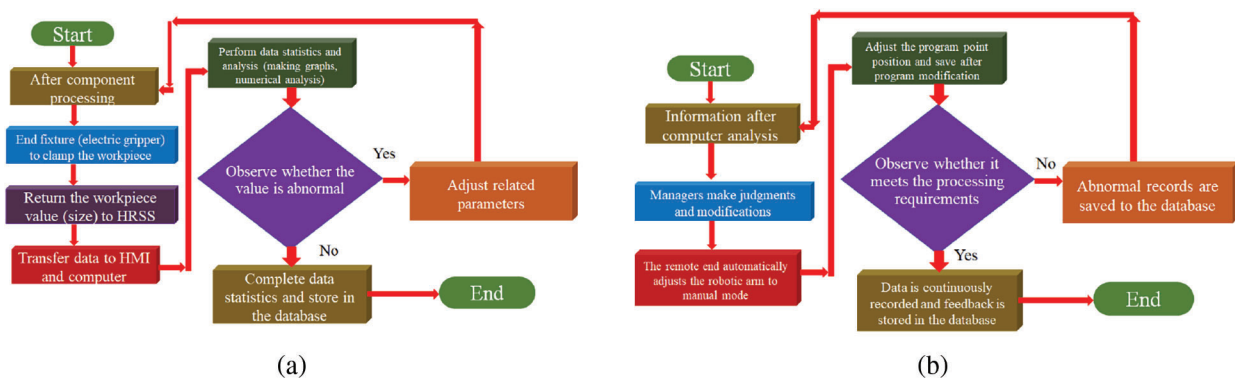 Start
After component
processing
End fixture (electric gripper)
to clamp the workpiece
Return the workpiece
value (size) to HRSS
Transfer data to HMI
and computer
Perform data statistics and
analysis (making graphs,
numerical analysis)
Observe whether the
value is abnormal
Yes
Adjust related
parameters
No
Complete data
statistics and store in
the database
End
(a)
Start
Information after
computer analysis
Managers make judgments
and modifications
The remote end automatically
adjusts the robotic arm to
manual mode
Adjust the program point
position and save after
program modification
Observe whether it
meets the processing
requirements
No
Abnormal records are
saved to the database
Yes
Data is continuously
recorded and feedback is
stored in the database
End
(b)